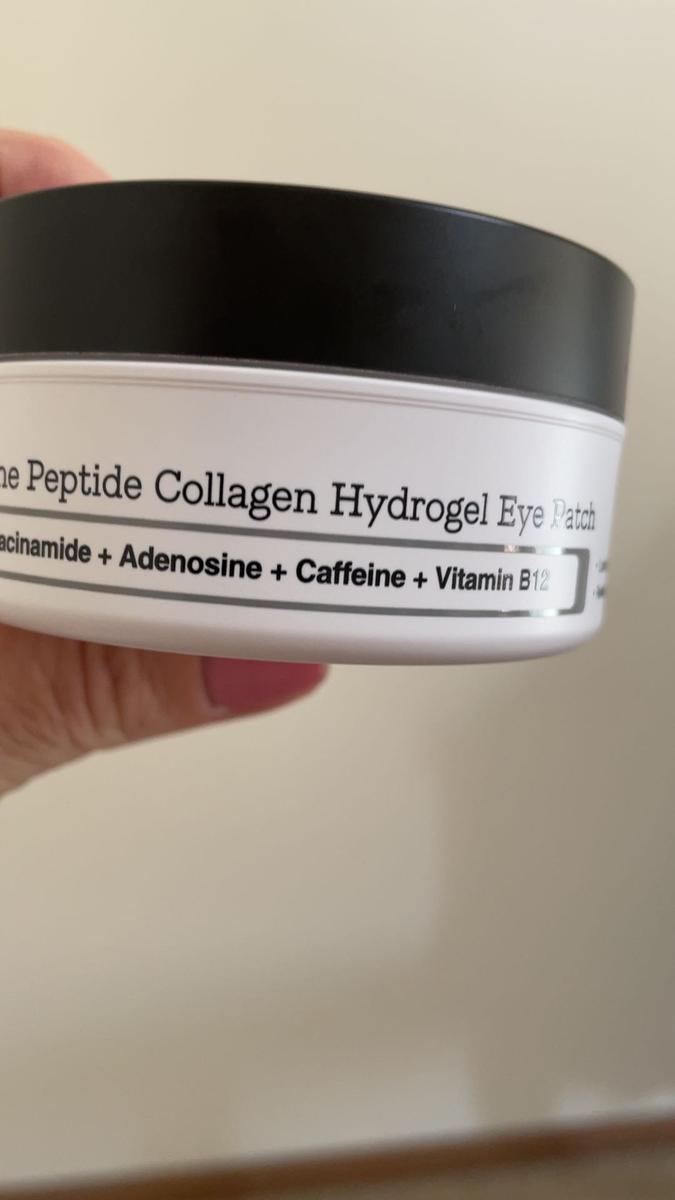 ne Peptide Collagen Hydrogel Eye Patch
acinamide + Adenosine + Caffeine + Vitamin B12